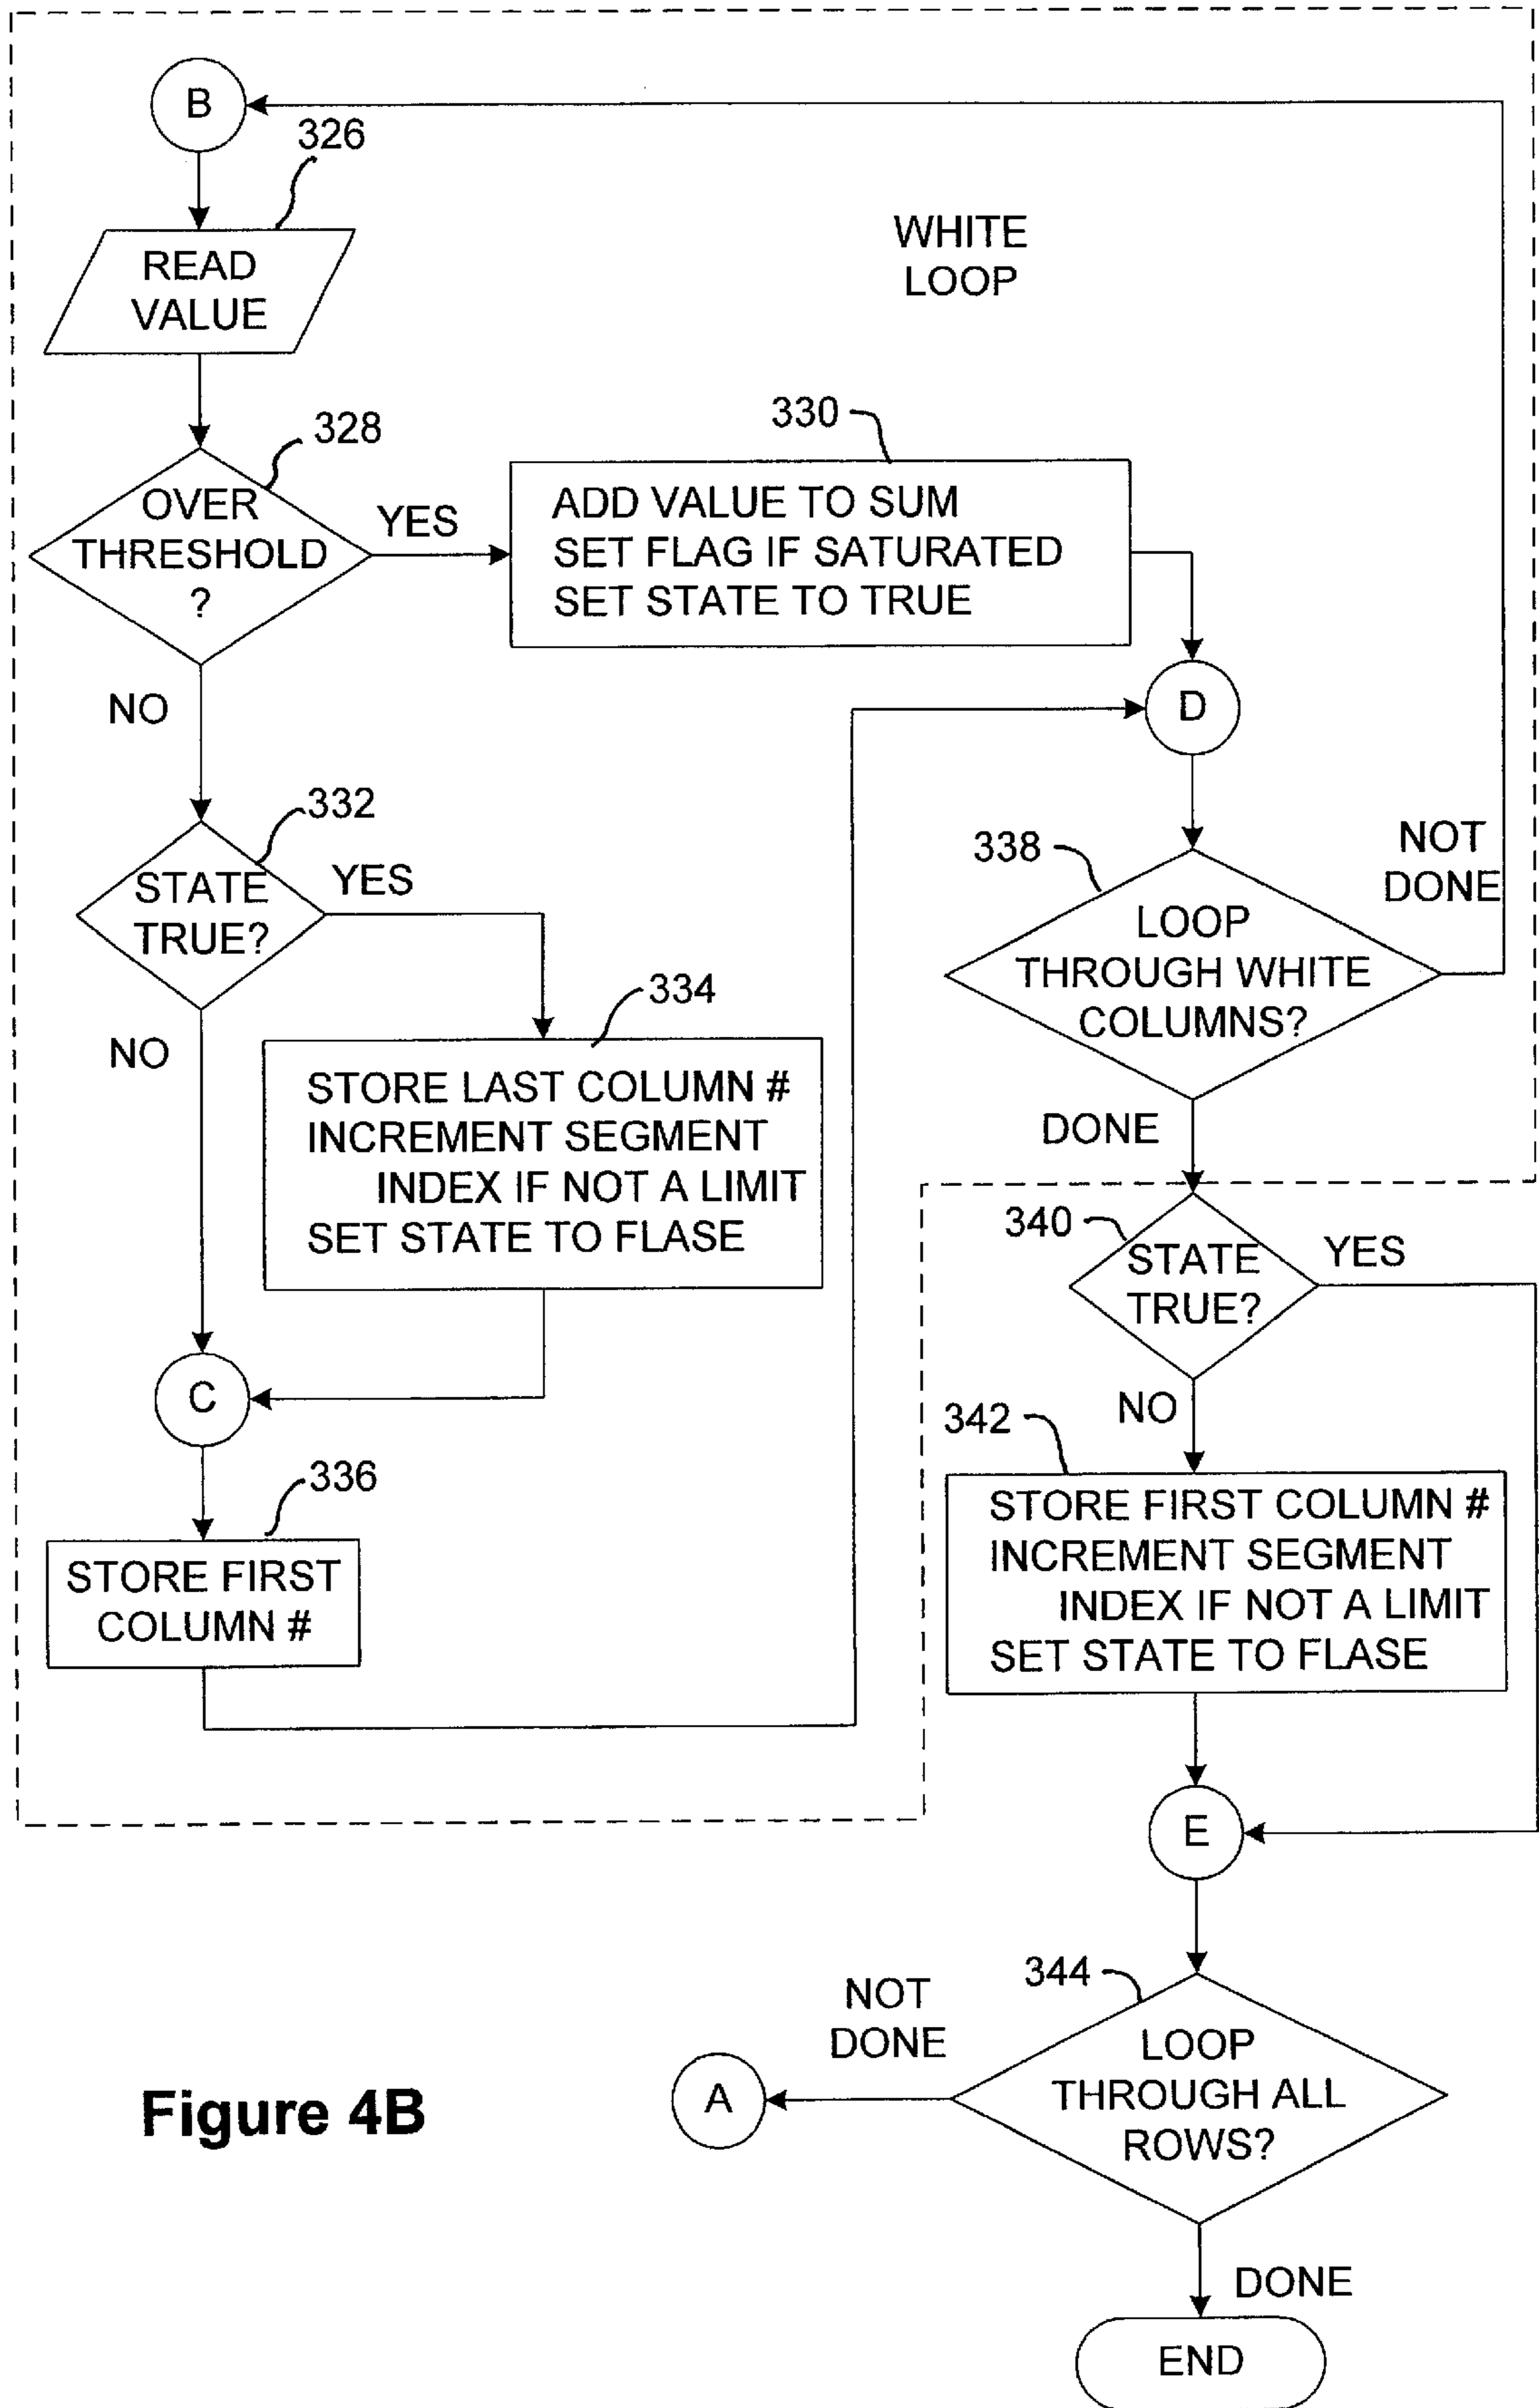 B
326
READ
VALUE
WHITE
LOOP
328
OVER
THRESHOLD
?
YES
NO
330
ADD VALUE TO SUM
SET FLAG IF SATURATED
SET STATE TO TRUE
D
332
STATE
TRUE?
YES
NO
334
STORE LAST COLUMN #
INCREMENT SEGMENT
INDEX IF NOT A LIMIT
SET STATE TO FLASE
C
336
STORE FIRST
COLUMN #
338
LOOP
THROUGH WHITE
COLUMNS?
NOT
DONE
DONE
340
STATE
TRUE?
YES
NO
342
STORE FIRST COLUMN #
INCREMENT SEGMENT
INDEX IF NOT A LIMIT
SET STATE TO FLASE
E
344
LOOP
THROUGH ALL
ROWS?
NOT
DONE
A
DONE
END
Figure 4B